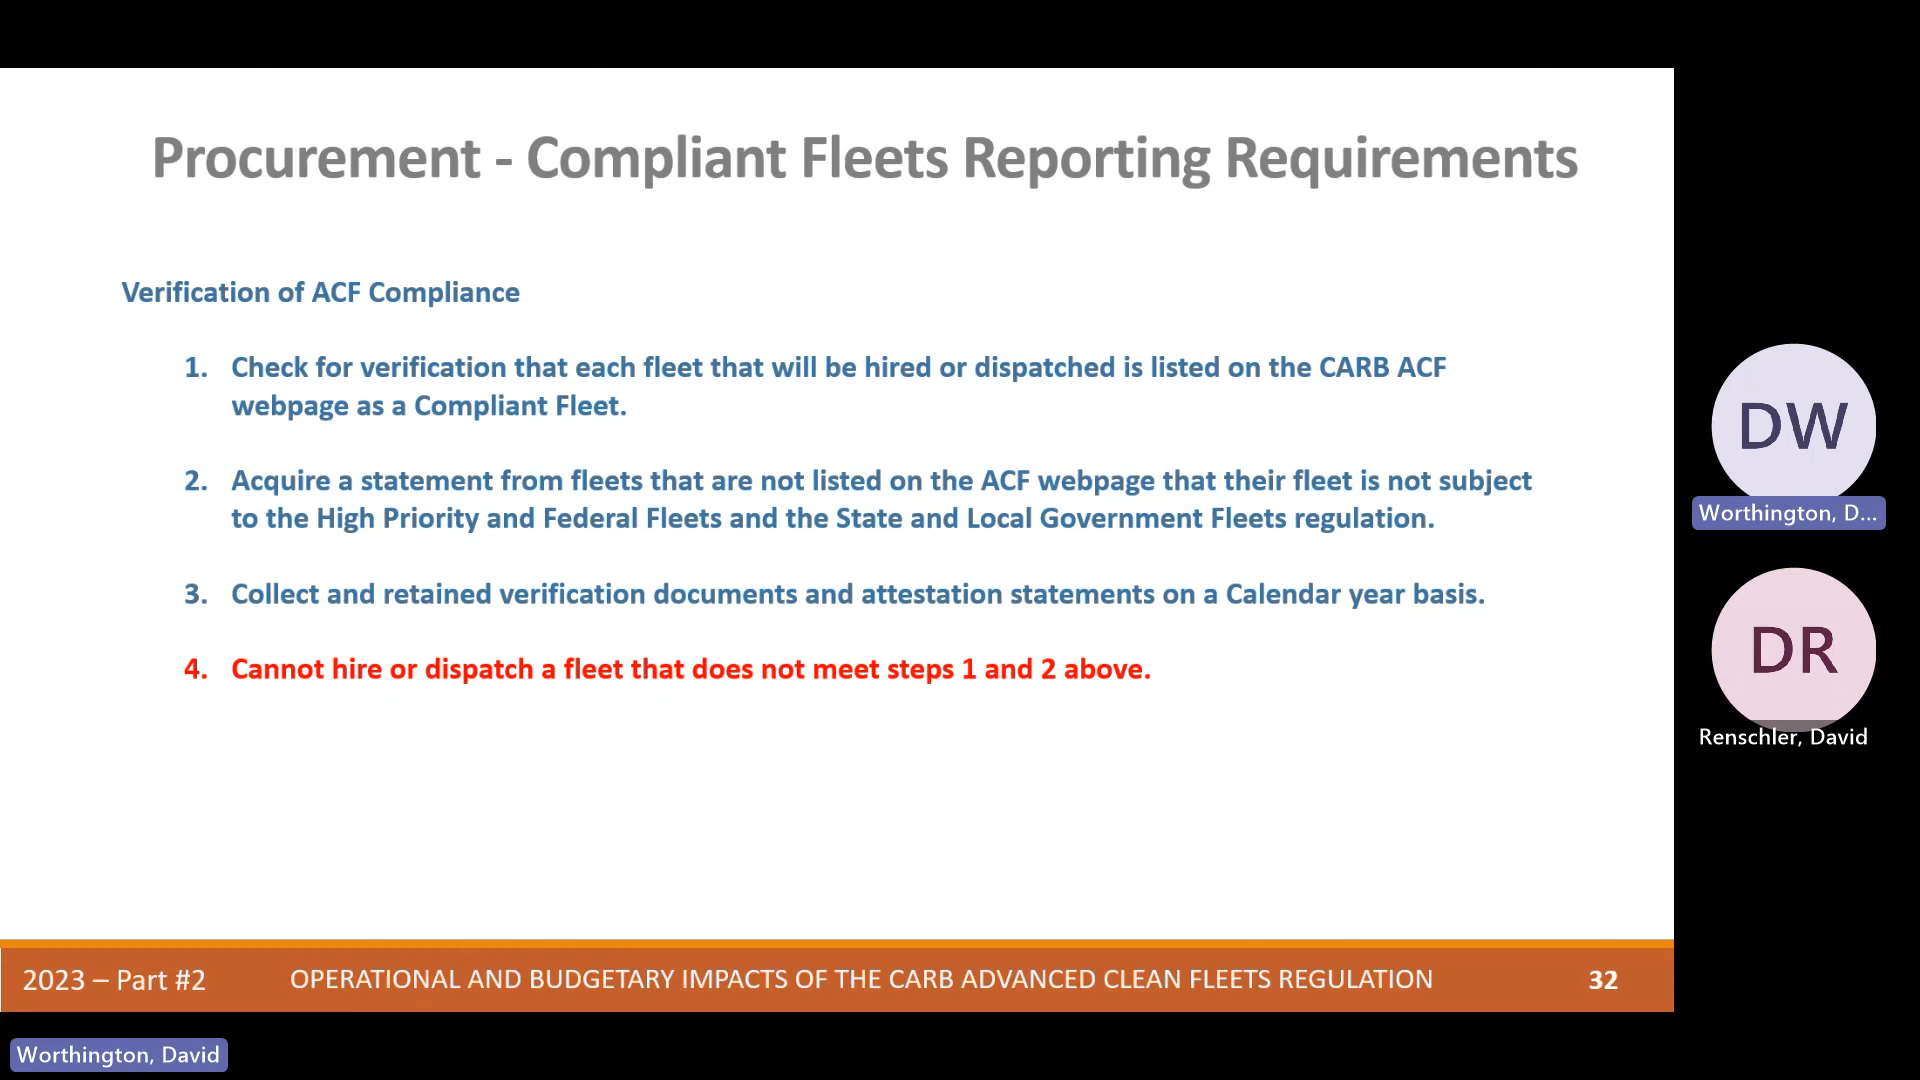 Procurement - Compliant Fleets Reporting Requirements
Verification of ACF Compliance
1. Check for verification that each fleet that will be hired or dispatched is listed on the CARB ACF
webpage as a Compliant Fleet.
2. Acquire a statement from fleets that are not listed on the ACF webpage that their fleet is not subject
to the High Priority and Federal Fleets and the State and Local Government Fleets regulation.
3. Collect and retained verification documents and attestation statements on a Calendar year basis.
4. Cannot hire or dispatch a fleet that does not meet steps 1 and 2 above.
2023 – Part #2
OPERATIONAL AND BUDGETARY IMPACTS OF THE CARB ADVANCED CLEAN FLEETS REGULATION
32
DW
Worthington, D...
DR
Renschler, David
Worthington, David